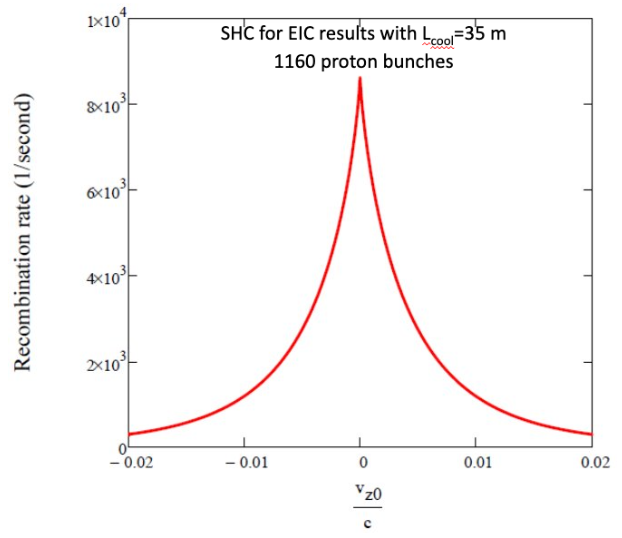 SHC for EIC results with Lcool=35 m
1160 proton bunches
Recombination rate (1/second)
1×10⁴
8×10³
6×10³
4×10³
2×10³
0
− 0.02
− 0.01
0
0.01
0.02
vz0
c